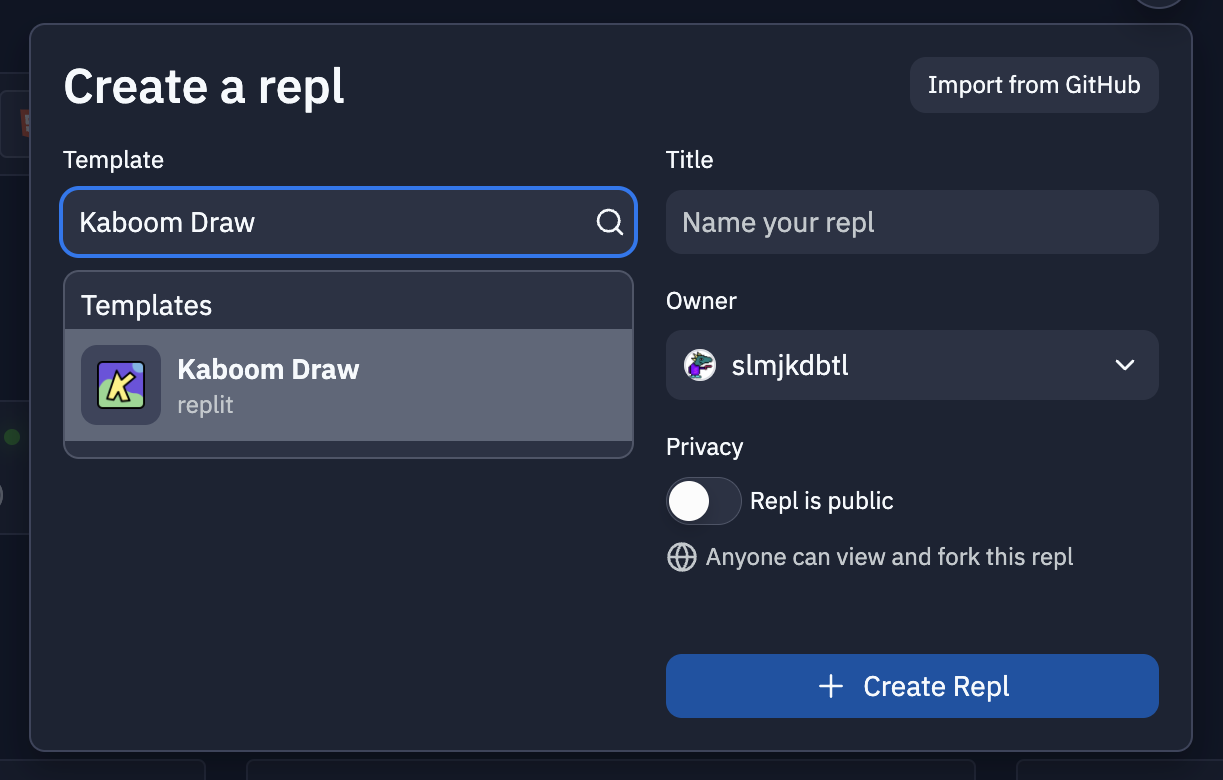 Create a repl
Import from GitHub
Template
Kaboom Draw
Templates
Kaboom Draw
replit
Title
Name your repl
Owner
slmjkdbtl
Privacy
Repl is public
Anyone can view and fork this repl
Create Repl